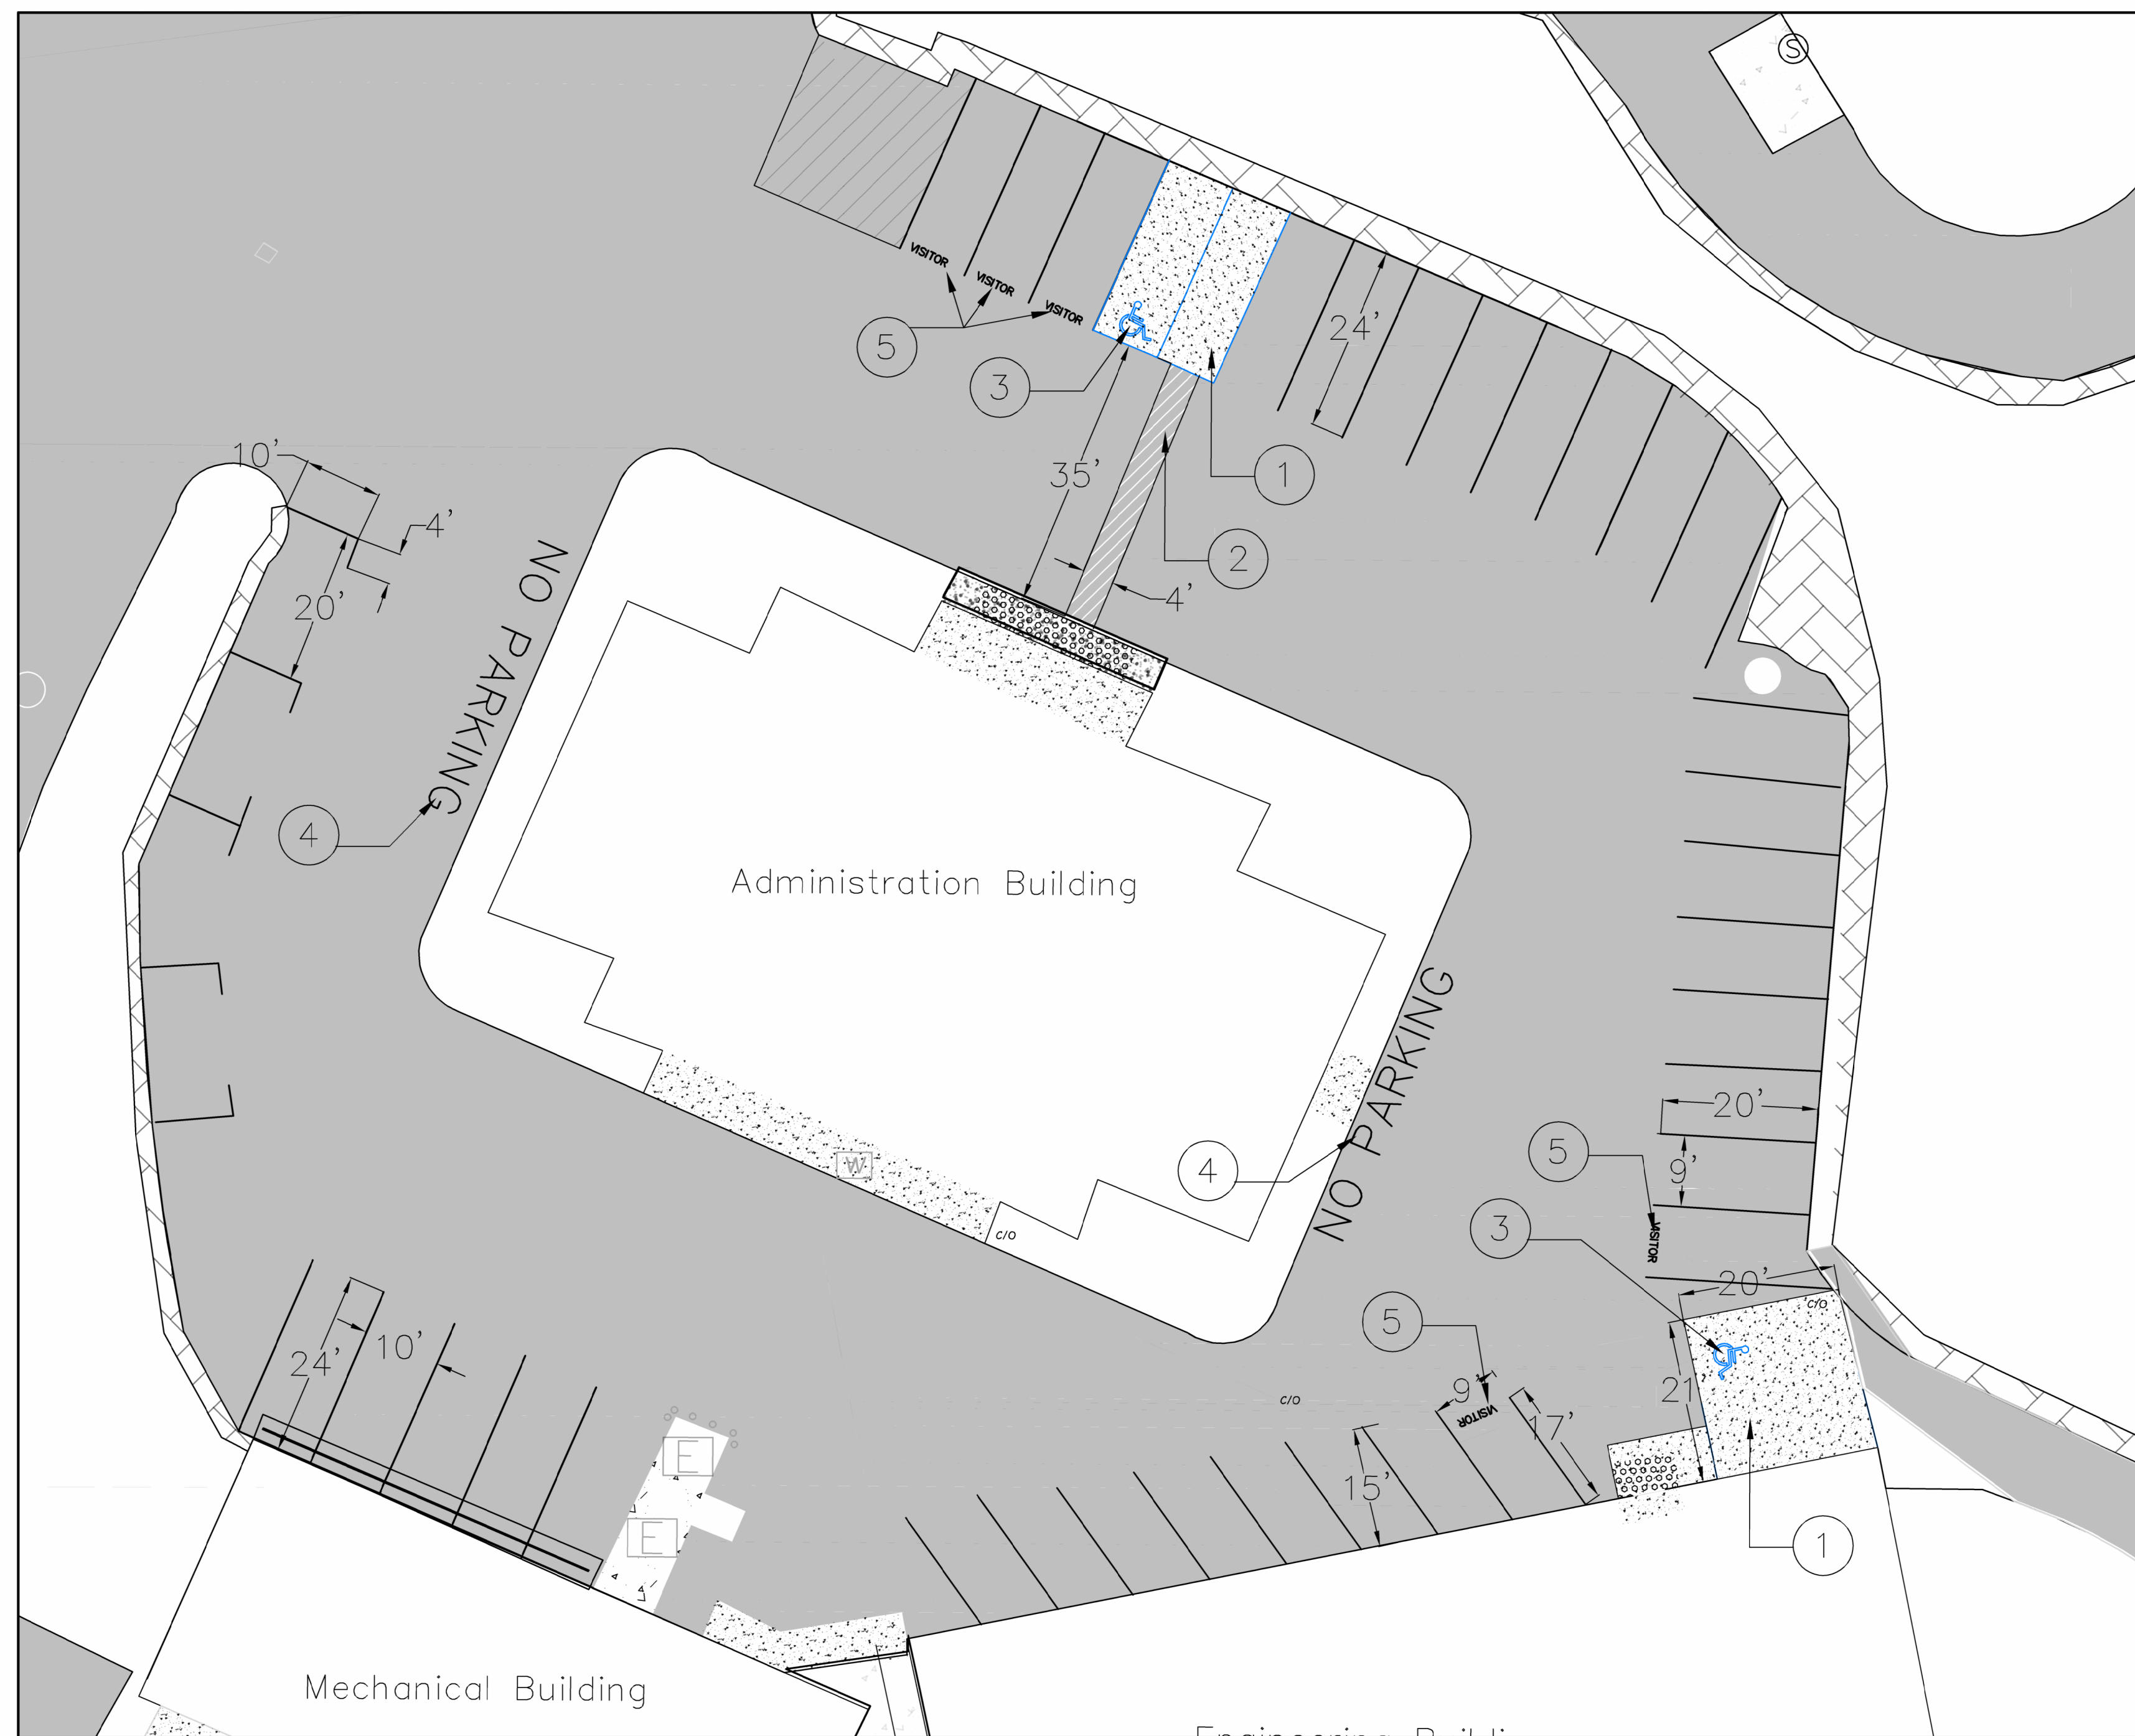 S
VISITOR
VISITOR
VISITOR
5
3
24'
10'
4'
35'
1
NO PARKING
2
20'
4'
4
Administration Building
NO PARKING
20'
5
9'
W
4
3
VISITOR
C/O
20'
C/O
5
24'
10'
21
9'
C/O
VISITOR
17'
E
15'
E
1
Mechanical Building
Engineering